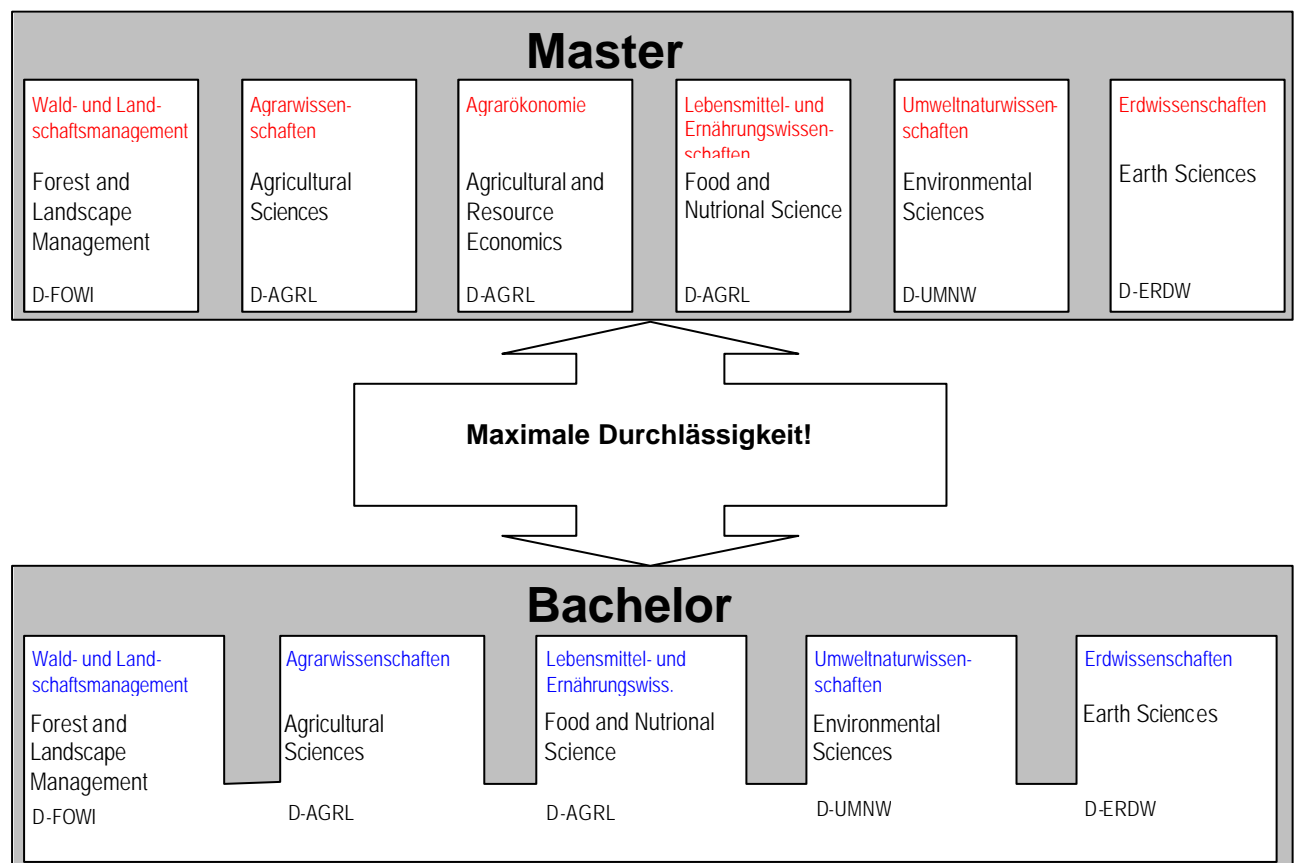 Master
Wald- und Land-
schaftsmanagement
Forest and
Landscape
Management
D-FOWI
Agrarwissen-
schaften
Agricultural
Sciences
D-AGRL
Agrarökonomie
Agricultural and
Resource
Economics
D-AGRL
Lebensmittel- und
Ernährungswissen-
schaften
Food and
Nutrional Science
D-AGRL
Umweltnaturwissen-
schaften
Environmental
Sciences
D-UMNW
Erdwissenschaften
Earth Sciences
D-ERDW
Maximale Durchlässigkeit!
Bachelor
Wald- und Land-
schaftsmanagement
Forest and
Landscape
Management
D-FOWI
Agrarwissenschaften
Agricultural
Sciences
D-AGRL
Lebensmittel- und
Ernährungswiss.
Food and Nutrional
Science
D-AGRL
Umweltnaturwissen-
schaften
Environmental
Sciences
D-UMNW
Erdwissenschaften
Earth Sciences
D-ERDW